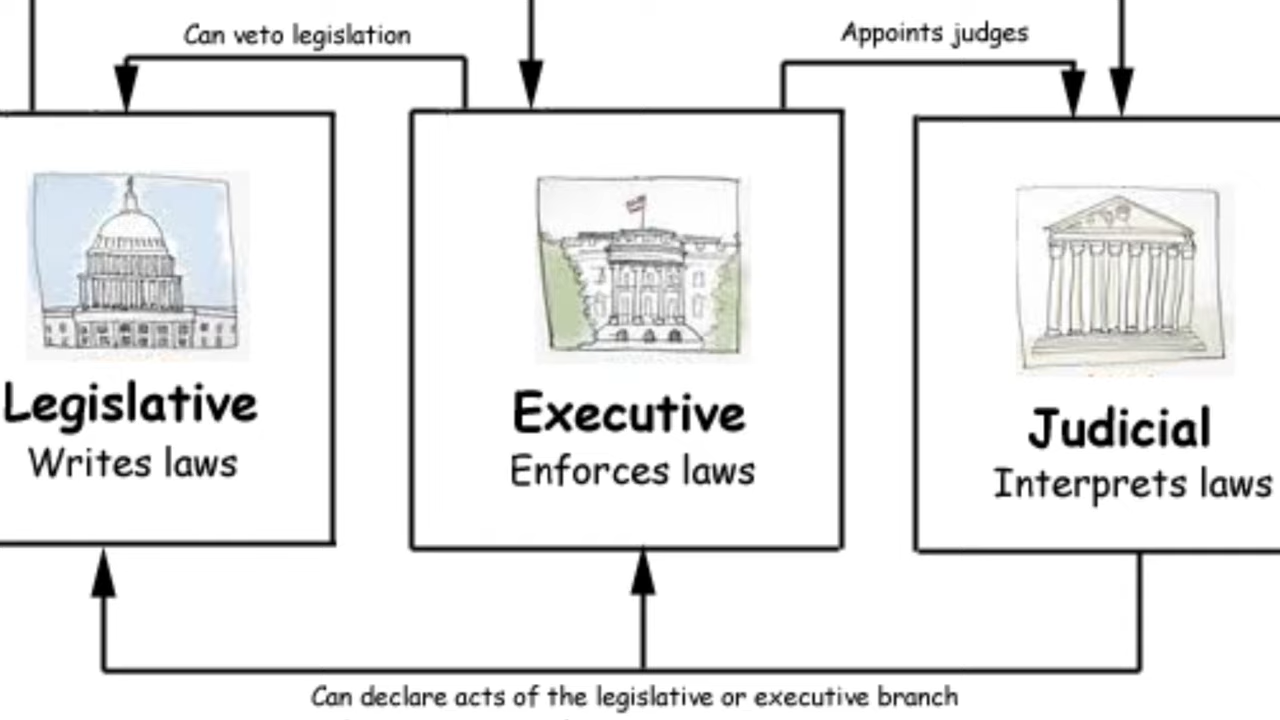 Can veto legislation
Appoints judges
Legislative
Writes laws
Executive
Enforces laws
Judicial
Interprets laws
Can declare acts of the legislative or executive branch